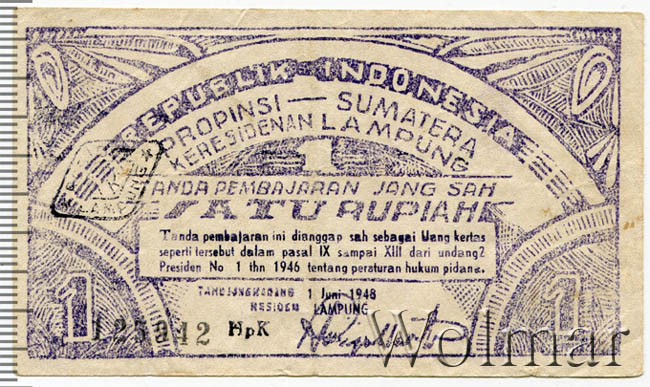 REPUBLIK INDONESIA
PROPINSI — SUMATERA
KERESIDENAN LAMPUNG
1
TANDA PEMBAJARAN JANG SAH
SATU RUPIAH
Tanda pembajaran ini dianggap sah sebagai Uang kertas
seperti tersebut dalam pasal IX sampai XIII dari undang2
Presiden No 1 thn 1946 tentang peraturan hukum pidana.
TANDJUNGKARANG 1 Juni 1948
RESIDEN LAMPUNG
1
1
HpK
Wolmar